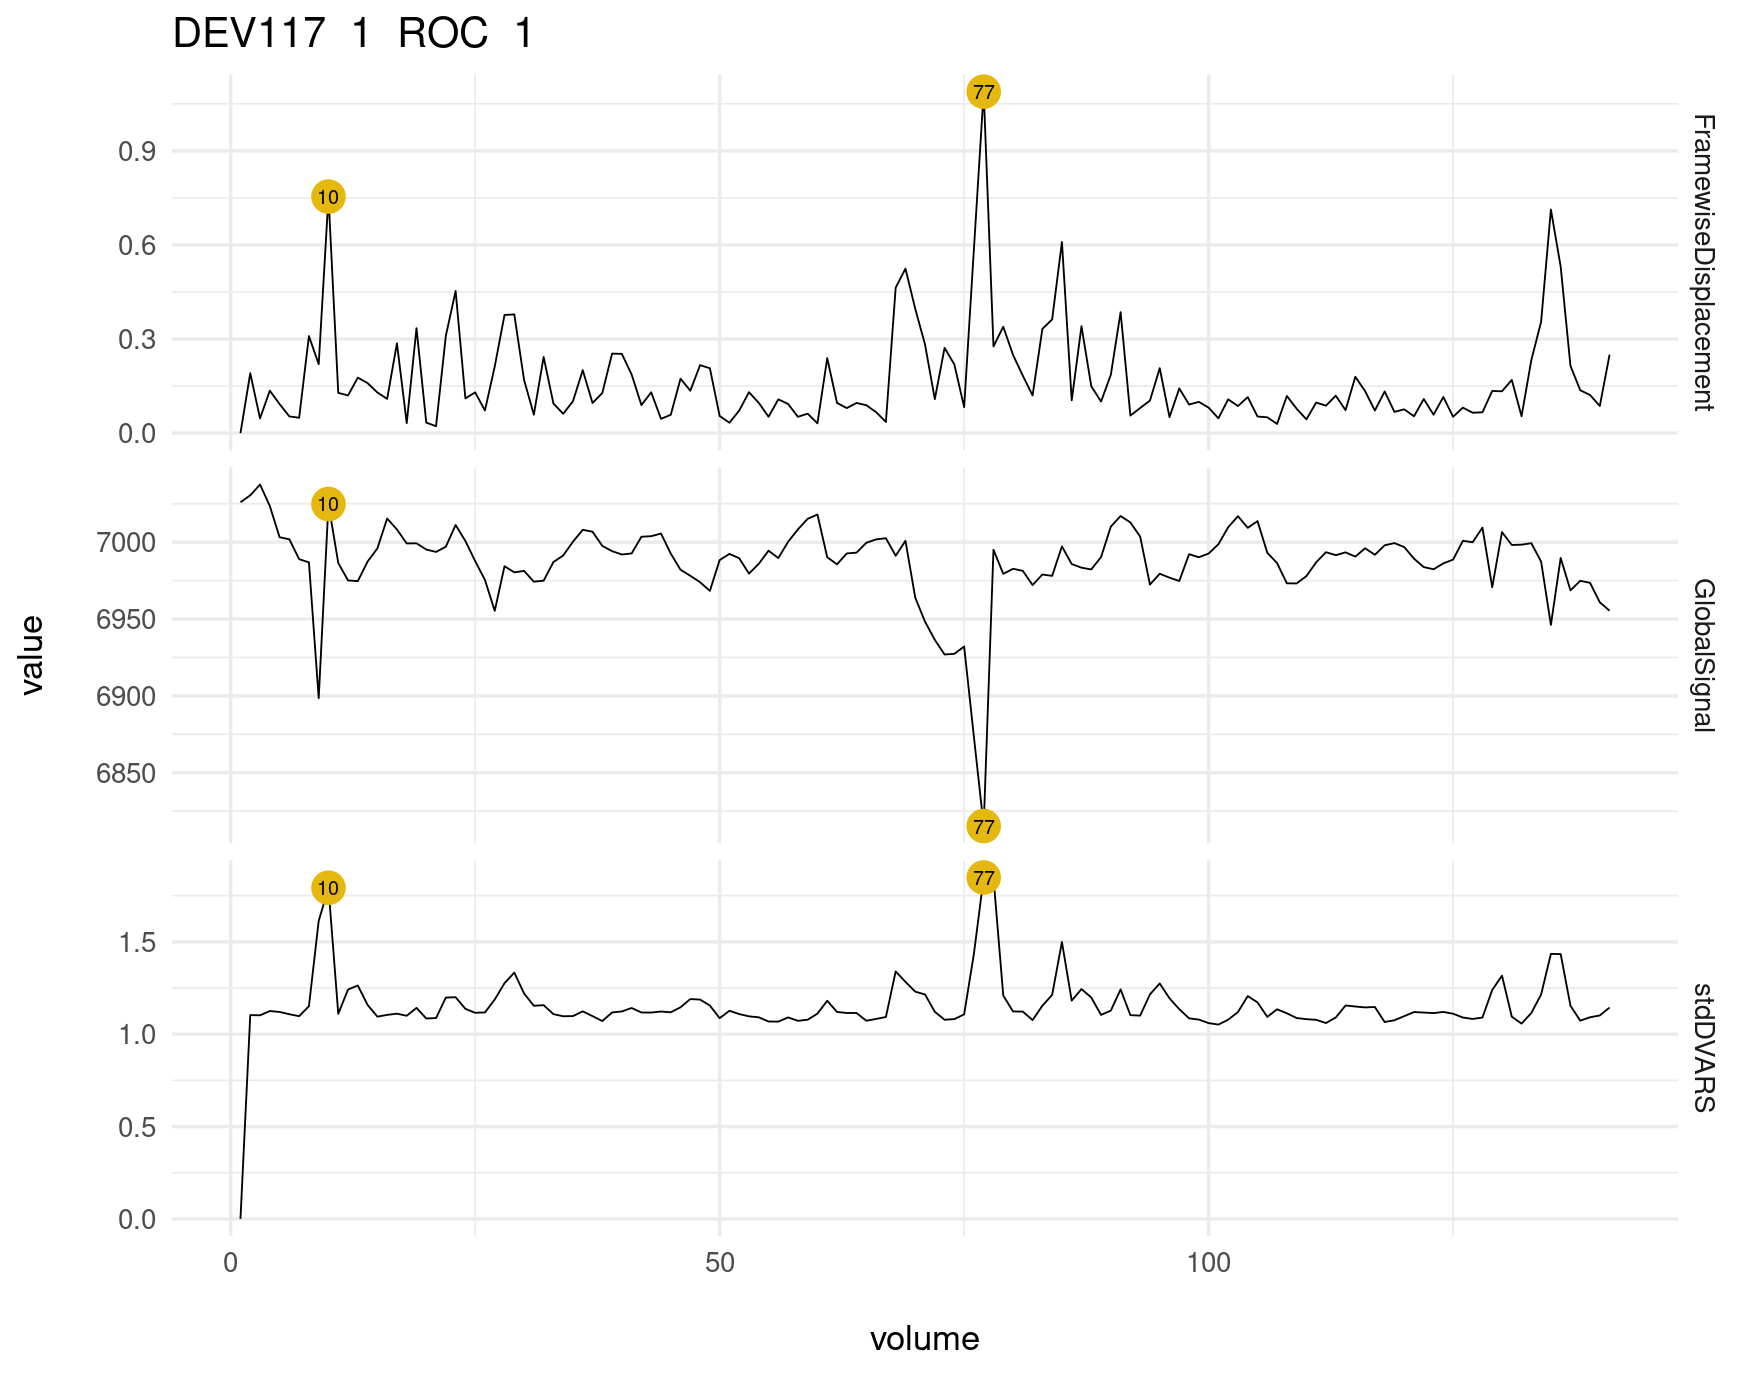 DEV117 1 ROC 1
value
0.9
0.6
0.3
0.0
10
77
FramewiseDisplacement
7000
6950
6900
6850
10
77
GlobalSignal
1.5
1.0
0.5
0.0
10
77
stdDVARS
0 50 100
volume